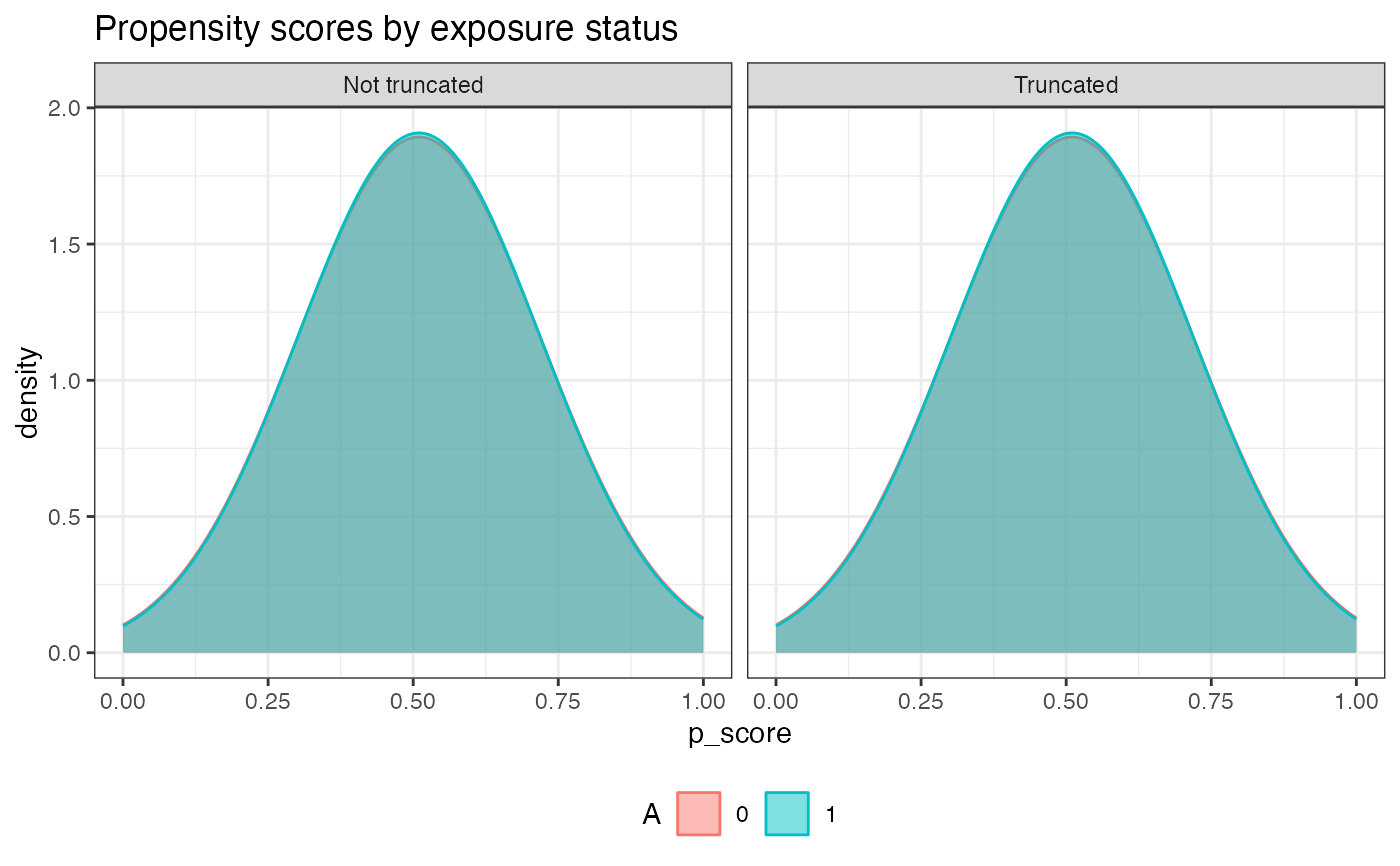 Propensity scores by exposure status
Not truncated
Truncated
2.0
1.5
1.0
0.5
0.0
density
0.00 0.25 0.50 0.75 1.00
0.00 0.25 0.50 0.75 1.00
p_score
A 0 1